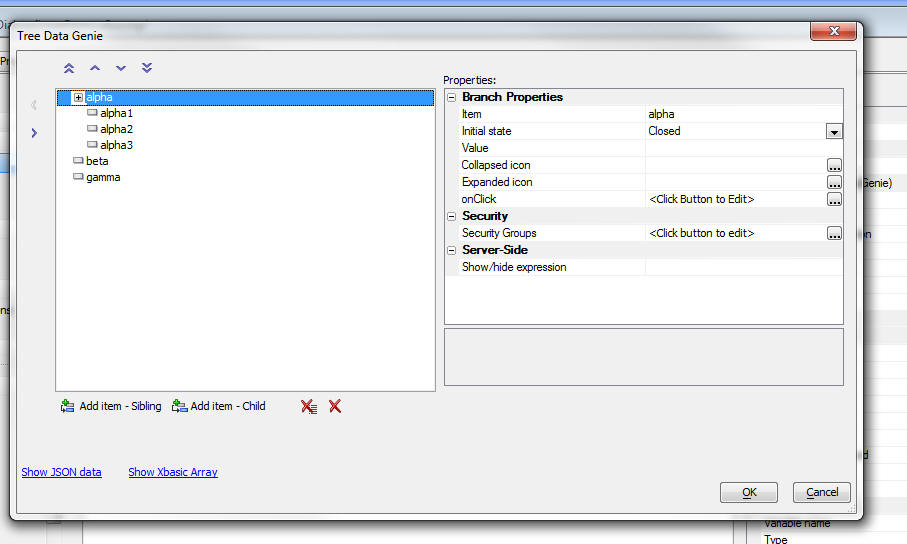 Tree Data Genie
Properties:
alpha
alpha1
alpha2
alpha3
beta
gamma
Branch Properties
Item alpha
Initial state Closed
Value
Collapsed icon ...
Expanded icon ...
onClick <Click Button to Edit> ...
Security
Security Groups <Click button to edit> ...
Server-Side
Show/hide expression
Genie)
Add item - Sibling Add item - Child
Show JSON data Show Xbasic Array
OK Cancel
Variable name
Type